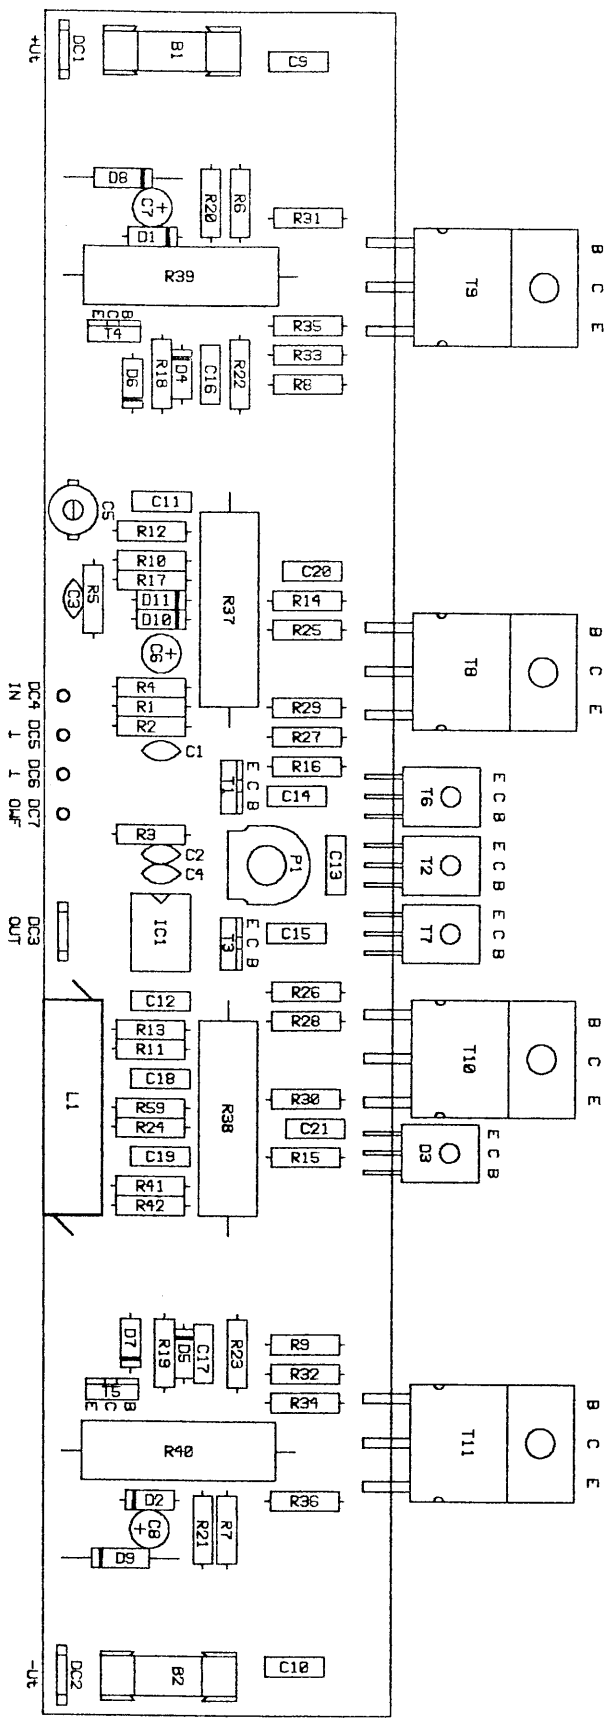 +Ut
DC1
B1
C9
D8
C7
+
R20
R6
R31
D1
R39
T9
B
C
E
E C B
T4
R35
R33
R8
D6
R18
D4
C16
R22
C5
C11
R12
R10
R17
D11
D10
C3
R5
R37
C20
R14
R25
C6
+
T8
B
C
E
DC4
IN
DC5
⊥
DC6
⊥
DC7
OWF
R4
R1
R2
C1
R29
R27
R16
T1
E C B
C14
T6
E C B
R3
C2
C4
P1
C13
T2
E C B
DC3
OUT
IC1
T3
E C B
C15
T7
E C B
L1
C12
R13
R11
C18
R59
R24
C19
R41
R42
R38
R26
R28
R30
C21
R15
T10
B
C
E
D3
E C B
D7
R19
D5
C17
R23
R9
R32
R34
T5
E C B
R40
T11
B
C
E
D2
C8
+
D9
R21
R7
R36
-Ut
DC2
B2
C10